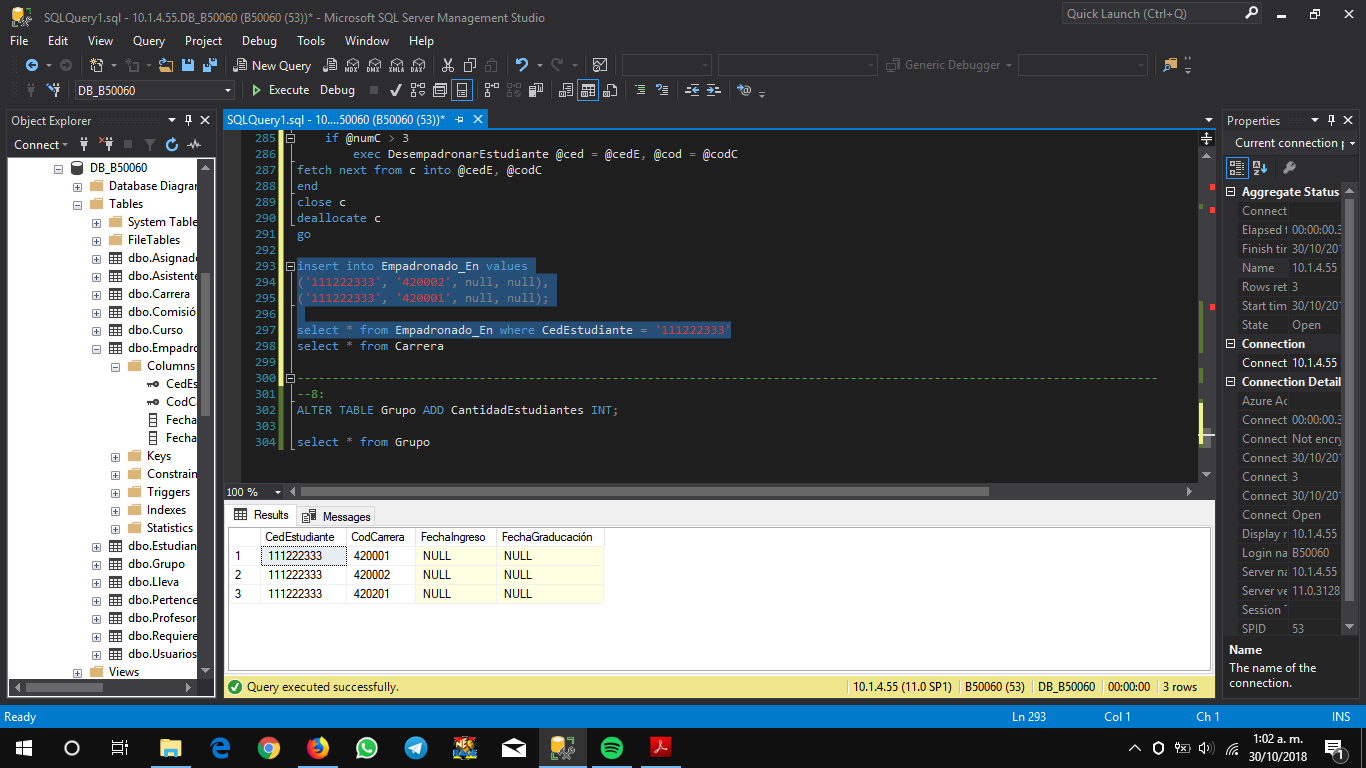 SQLQuery1.sql - 10.1.4.55.DB_B50060 (B50060 (53))* - Microsoft SQL Server Management Studio
Quick Launch (Ctrl+Q)
File Edit View Query Project Debug Tools Window Help
New Query MDX DMX XMLA DAX
Generic Debugger
DB_B50060 Execute Debug
Object Explorer
Connect
DB_B50060
Database Diagrar
Tables
System Table
FileTables
dbo.Asignado
dbo.Asistente
dbo.Carrera
dbo.Comisió
dbo.Curso
dbo.Empadro
Columns
CedEs
CodC
Fecha
Fecha
Keys
Constrain
Triggers
Indexes
Statistics
dbo.Estudian
dbo.Grupo
dbo.Lleva
dbo.Pertence
dbo.Profesor
dbo.Requiere
dbo.Usuarios
Views
SQLQuery1.sql - 10....50060 (B50060 (53))*
285 if @numC > 3
286 exec DesempadronarEstudiante @ced = @cedE, @cod = @codC
287 fetch next from c into @cedE, @codC
288 end
289 close c
290 deallocate c
291 go
292
293 insert into Empadronado_En values
294 ('111222333', '420002', null, null),
295 ('111222333', '420001', null, null);
296
297 select * from Empadronado_En where CedEstudiante = '111222333'
298 select * from Carrera
299
300 ---------------------------------------------------------------------------------------------------------------------------
301 --8:
302 ALTER TABLE Grupo ADD CantidadEstudiantes INT;
303
304 select * from Grupo
100 %
Results Messages
CedEstudiante CodCarrera FechaIngreso FechaGraducación
1 111222333 420001 NULL NULL
2 111222333 420002 NULL NULL
3 111222333 420201 NULL NULL
Query executed successfully.
10.1.4.55 (11.0 SP1) B50060 (53) DB_B50060 00:00:00 3 rows
Properties
Current connection p
Aggregate Status
Connect
Elapsed t 00:00:00.3
Finish tir 30/10/201
Name 10.1.4.55
Rows ret 3
Start tim 30/10/201
State Open
Connection
Connect 10.1.4.55
Connection Detail
Azure Ac
Connect 00:00:00.3
Connect Not encry
Connect 30/10/201
Connect 3
Connect 30/10/201
Connect Open
Display r 10.1.4.55
Login na B50060
Server na 10.1.4.55
Server ve 11.0.3128
Session
SPID 53
Name
The name of the
connection.
Ready Ln 293 Col 1 Ch 1 INS
1:02 a. m.
30/10/2018
1